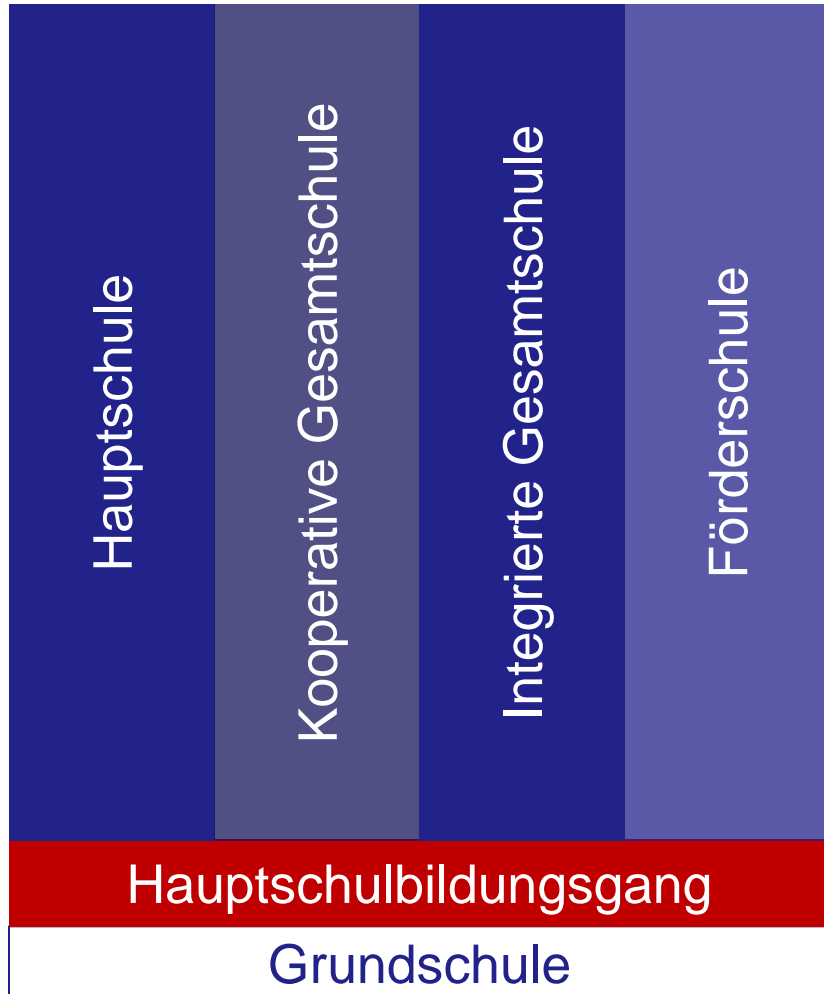 Hauptschule
Kooperative Gesamtschule
Integrierte Gesamtschule
Förderschule
Hauptschulbildungsgang
Grundschule